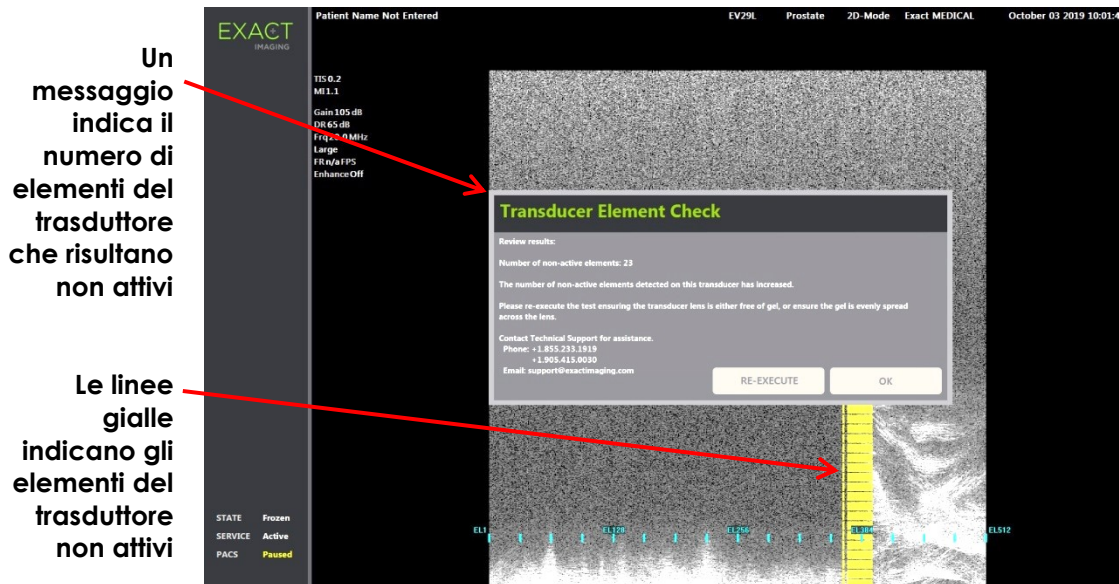 Patient Name Not Entered EV29L Prostate 2D-Mode Exact MEDICAL October 03 2019 10:01:4
EXACT
IMAGING
Un
messaggio
indica il
numero di
elementi del
trasduttore
che risultano
non attivi
TIS 0.2
MI 1.1
Gain 105 dB
DR 65 dB
Large
FR n/a FPS
Enhance Off
Transducer Element Check
Review results:
Number of non-active elements: 23
The number of non-active elements detected on this transducer has increased.
Please re-execute the test ensuring the transducer lens is either free of gel, or ensure the gel is evenly spread
across the lens.
Contact Technical Support for assistance.
Phone: +1.855.233.1919
+1.905.415.0030
Email: support@exactimaging.com
RE-EXECUTE OK
Le linee
gialle
indicano gli
elementi del
trasduttore
non attivi
STATE Frozen
SERVICE Active
PACS Paused
EL1 EL128 EL256 EL384 EL512